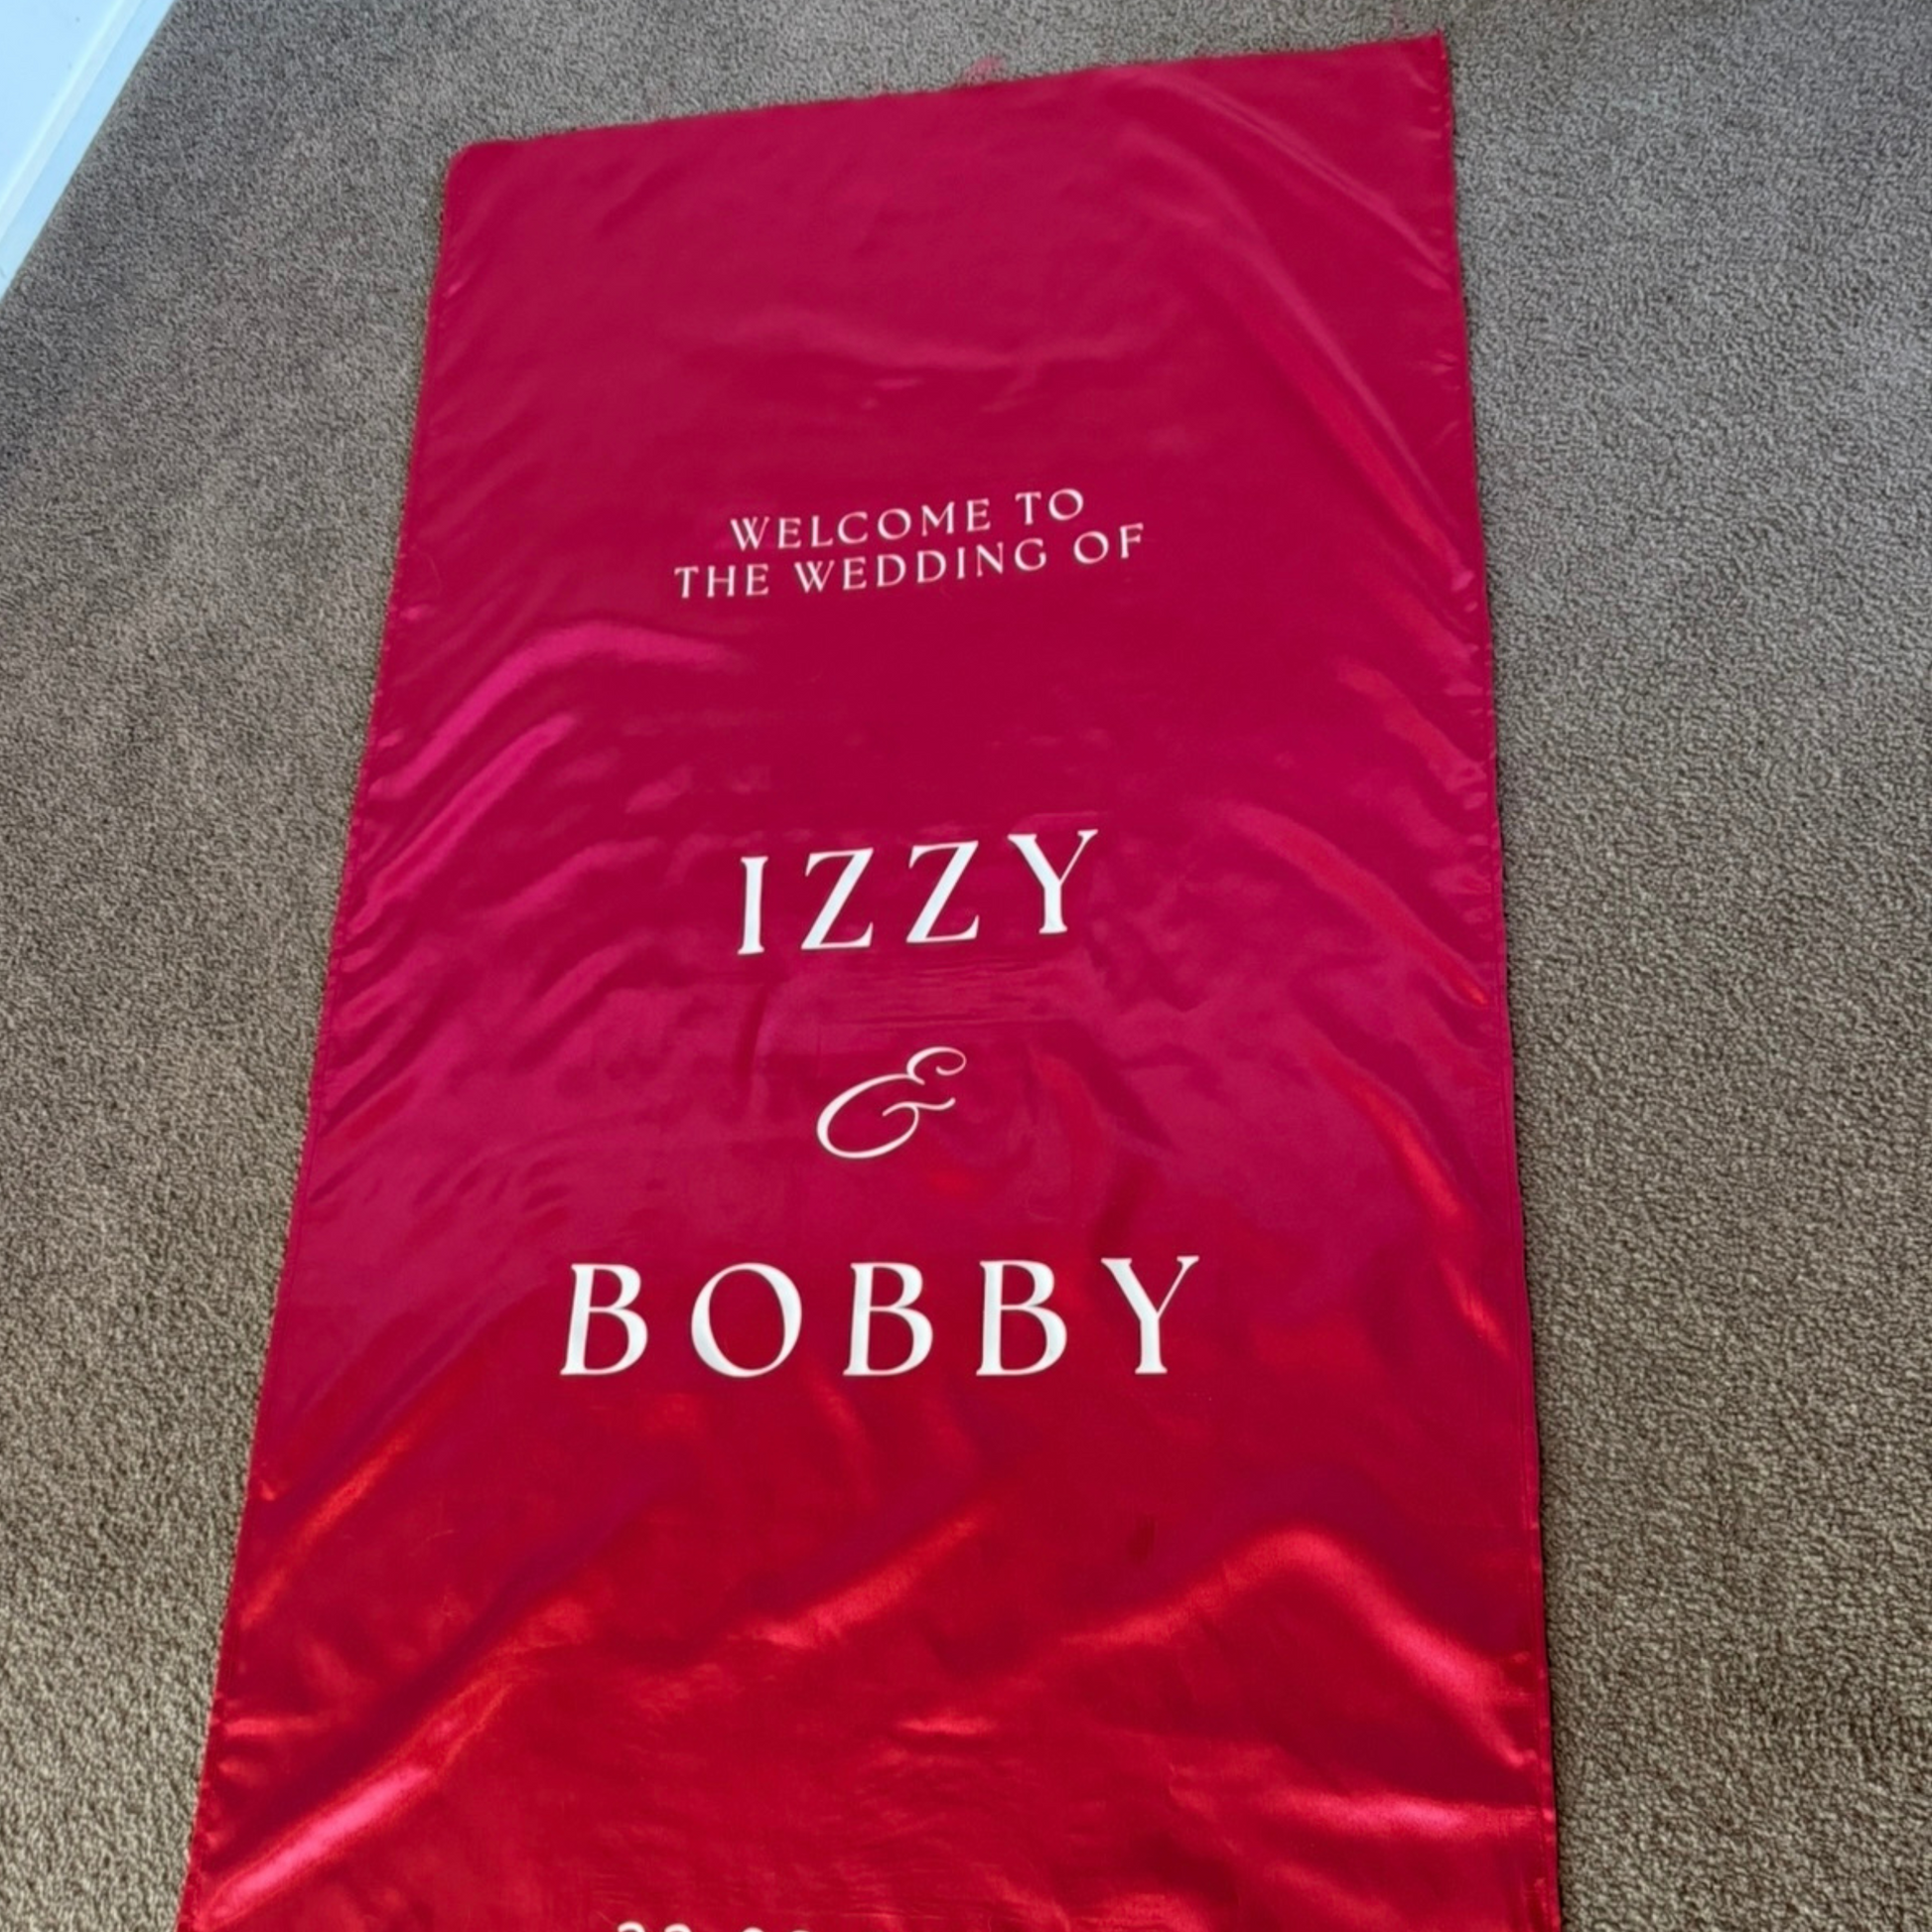 WELCOME TO
THE WEDDING OF
IZZY
&
BOBBY